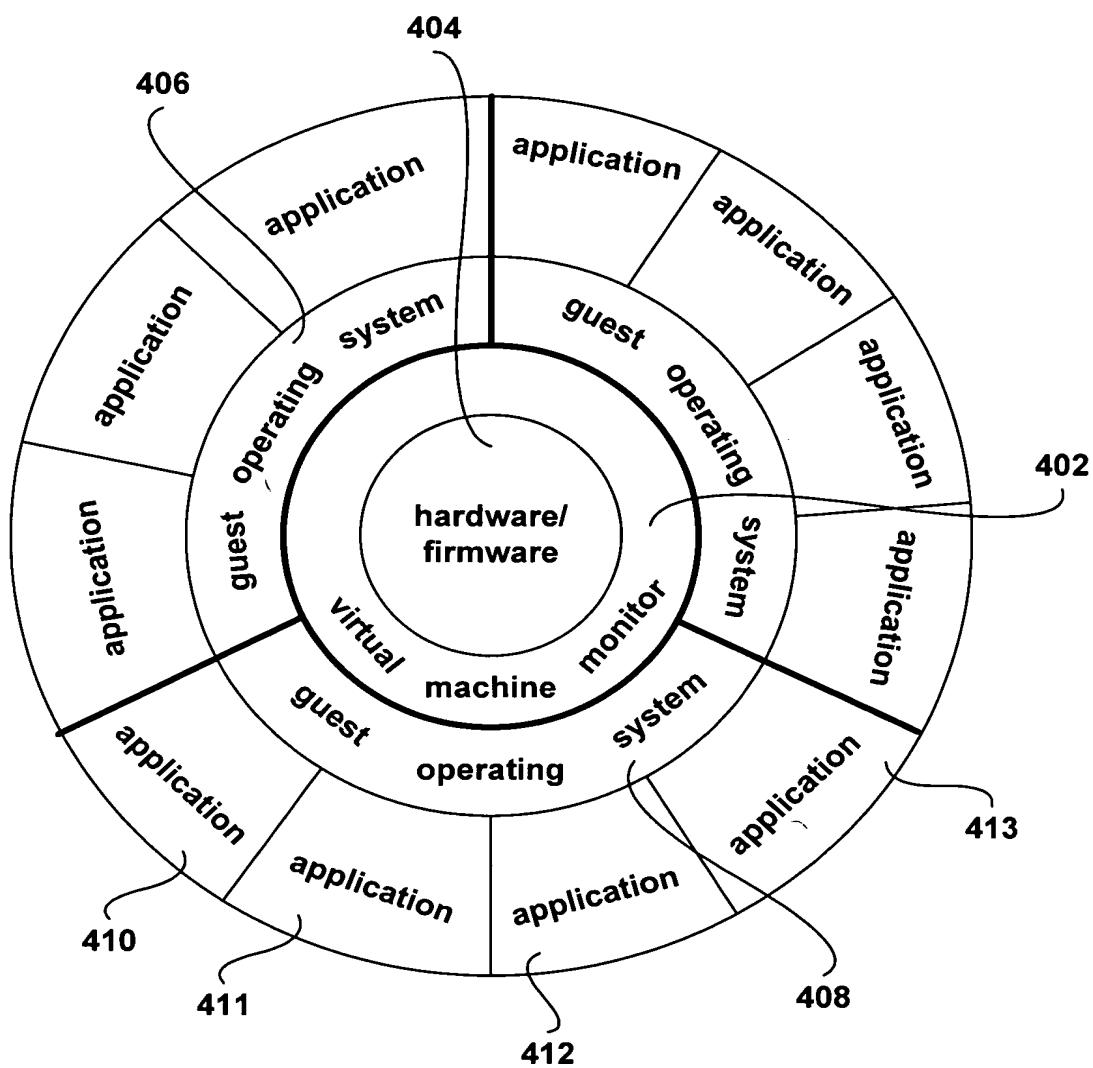 404
406
application
application
application
application
application
application
application
system
operating
guest
guest
operating
system
402
hardware/
firmware
virtual
machine
monitor
guest
operating
system
application
application
application
application
413
410
411
412
408